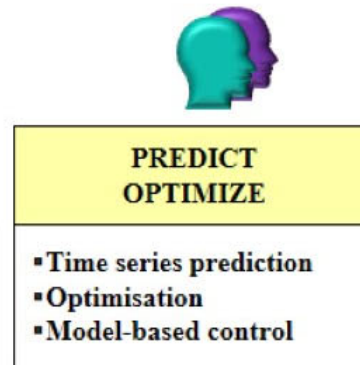 PREDICT
OPTIMIZE
▪Time series prediction
▪Optimisation
▪Model-based control